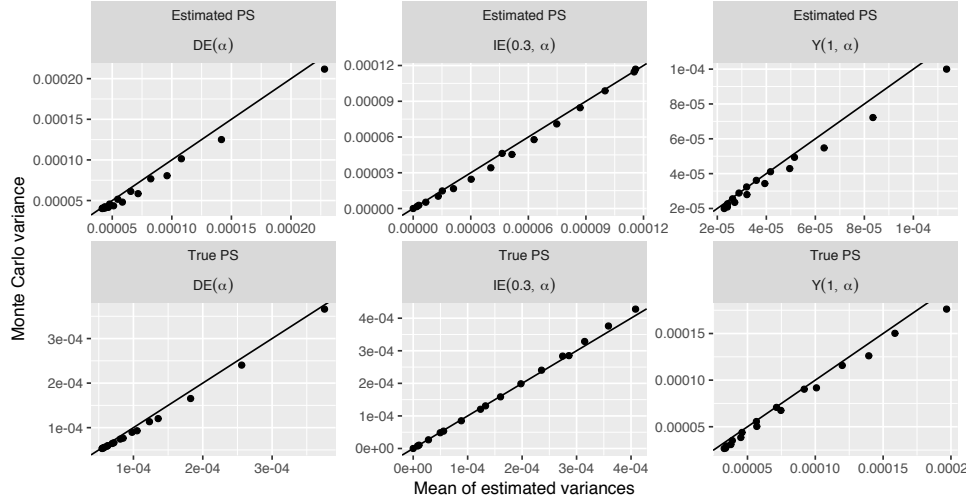 Estimated PS Estimated PS Estimated PS
DE(α) IE(0.3, α) Y(1, α)
0.00020
0.00015
0.00010
0.00005
0.00012
0.00009
0.00006
0.00003
0.00000
1e-04
8e-05
6e-05
4e-05
2e-05
0.00005 0.00010 0.00015 0.00020 0.00000 0.00003 0.00006 0.00009 0.00012 2e-05 4e-05 6e-05 8e-05 1e-04
True PS True PS True PS
DE(α) IE(0.3, α) Y(1, α)
3e-04
2e-04
1e-04
4e-04
3e-04
2e-04
1e-04
0e+00
0.00015
0.00010
0.00005
1e-04 2e-04 3e-04 0e+00 1e-04 2e-04 3e-04 4e-04 0.00005 0.00010 0.00015 0.0002
Monte Carlo variance
Mean of estimated variances